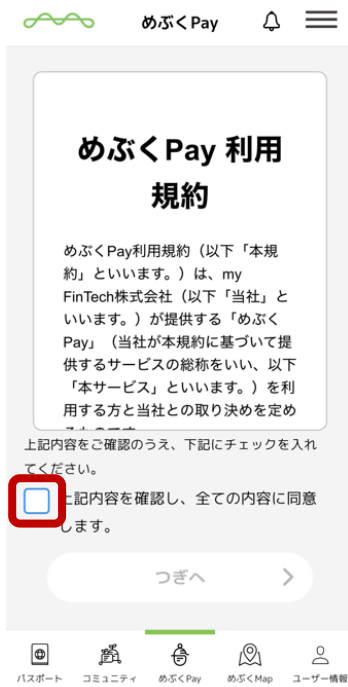 めぶくPay
めぶくPay 利用
規約
めぶくPay利用規約（以下「本規
約」といいます。）は、my
FinTech株式会社（以下「当社」と
いいます。）が提供する「めぶく
Pay」（当社が本規約に基づいて提
供するサービスの総称をいい、以下
「本サービス」といいます。）を利
用する方と当社との取り決めを定め
上記内容をご確認のうえ、下記にチェックを入れ
てください。
上記内容を確認し、全ての内容に同意
します。
つぎへ
パスポート コミュニティ めぶくPay めぶくMap ユーザー情報